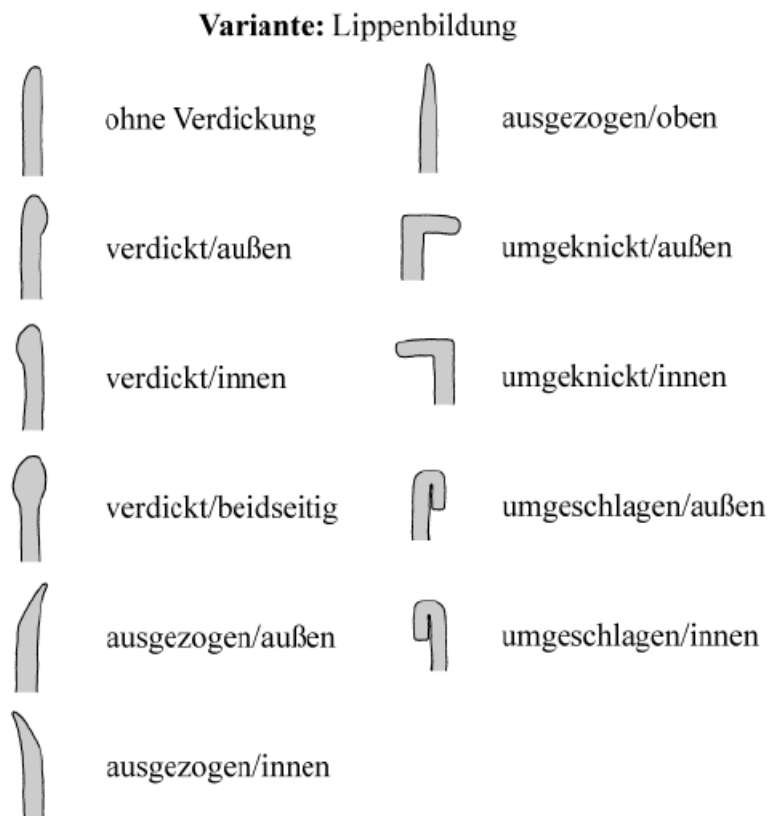 Variante: Lippenbildung
ohne Verdickung
verdickt/außen
verdickt/innen
verdickt/beidseitig
ausgezogen/außen
ausgezogen/innen
ausgezogen/oben
umgeknickt/außen
umgeknickt/innen
umgeschlagen/außen
umgeschlagen/innen